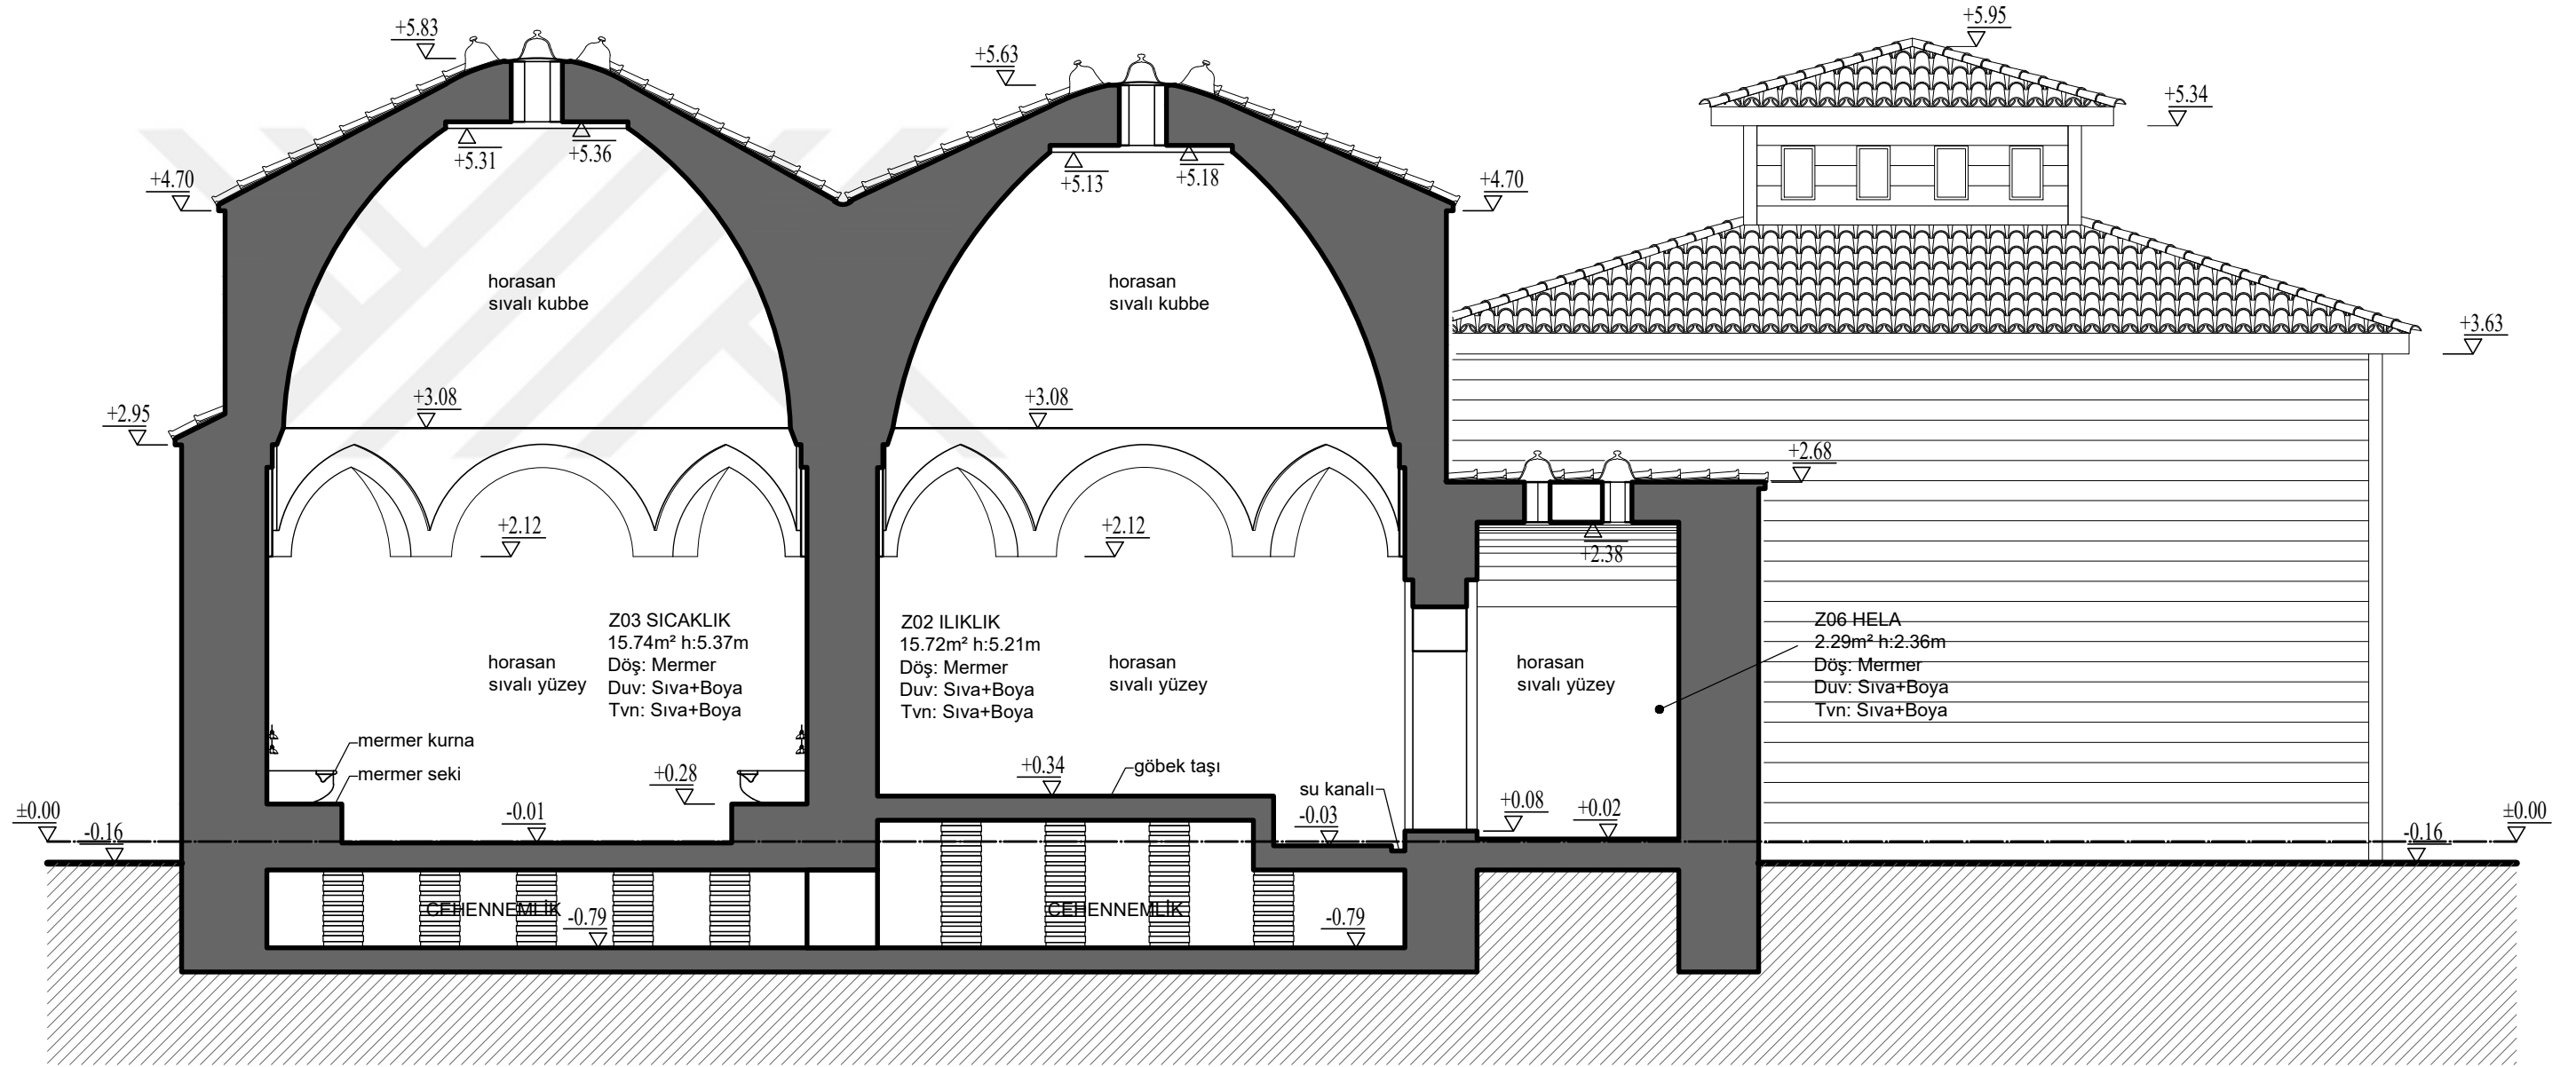 +5.83
+5.63
+5.95
+5.34
+5.31
+5.36
+5.13
+5.18
+4.70
+4.70
horasan
sıvalı kubbe
horasan
sıvalı kubbe
+3.63
+3.08
+3.08
+2.95
+2.68
+2.12
+2.12
+2.38
Z03 SICAKLIK
15.74m² h:5.37m
Döş: Mermer
Duv: Sıva+Boya
Tvn: Sıva+Boya
Z02 ILIKLIK
15.72m² h:5.21m
Döş: Mermer
Duv: Sıva+Boya
Tvn: Sıva+Boya
Z06 HELA
2.29m² h:2.36m
Döş: Mermer
Duv: Sıva+Boya
Tvn: Sıva+Boya
horasan
sıvalı yüzey
horasan
sıvalı yüzey
horasan
sıvalı yüzey
mermer kurna
mermer seki
+0.28
+0.34
göbek taşı
su kanalı
±0.00
-0.16
-0.01
-0.03
+0.08
+0.02
-0.16
±0.00
CEHENNEMLİK
-0.79
CEHENNEMLİK
-0.79